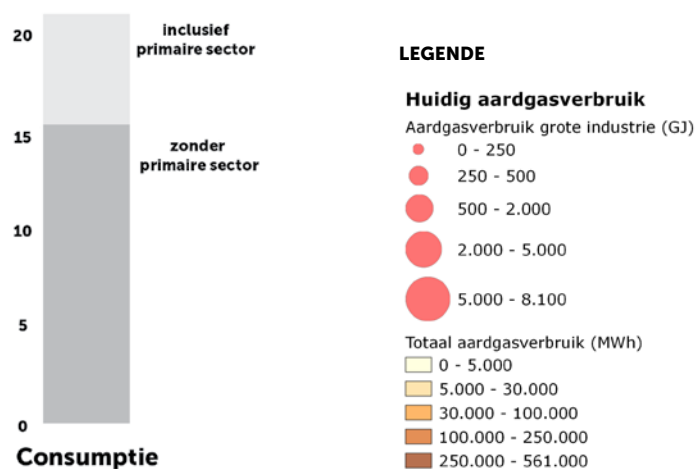 20
inclusief
primaire sector
15
zonder
primaire sector
10
5
0
Consumptie
LEGENDE
Huidig aardgasverbruik
Aardgasverbruik grote industrie (GJ)
0 - 250
250 - 500
500 - 2.000
2.000 - 5.000
5.000 - 8.100
Totaal aardgasverbruik (MWh)
0 - 5.000
5.000 - 30.000
30.000 - 100.000
100.000 - 250.000
250.000 - 561.000